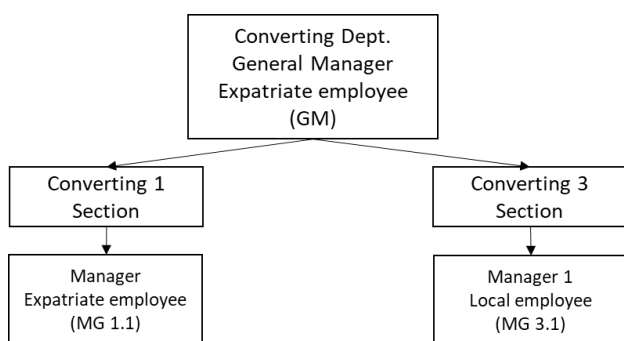 Converting Dept.
General Manager
Expatriate employee
(GM)
Converting 1
Section
Converting 3
Section
Manager
Expatriate employee
(MG 1.1)
Manager 1
Local employee
(MG 3.1)